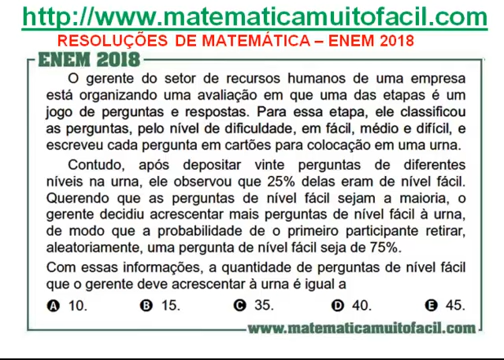 http://www.matematicamuitofacil.com
RESOLUÇÕES DE MATEMÁTICA – ENEM 2018
ENEM 2018
O gerente do setor de recursos humanos de uma empresa
está organizando uma avaliação em que uma das etapas é um
jogo de perguntas e respostas. Para essa etapa, ele classificou
as perguntas, pelo nível de dificuldade, em fácil, médio e difícil, e
escreveu cada pergunta em cartões para colocação em uma urna.
Contudo, após depositar vinte perguntas de diferentes
níveis na urna, ele observou que 25% delas eram de nível fácil.
Querendo que as perguntas de nível fácil sejam a maioria, o
gerente decidiu acrescentar mais perguntas de nível fácil à urna,
de modo que a probabilidade de o primeiro participante retirar,
aleatoriamente, uma pergunta de nível fácil seja de 75%.
Com essas informações, a quantidade de perguntas de nível fácil
que o gerente deve acrescentar à urna é igual a
A 10. B 15. C 35. D 40. E 45.
www.matematicamuitofacil.com